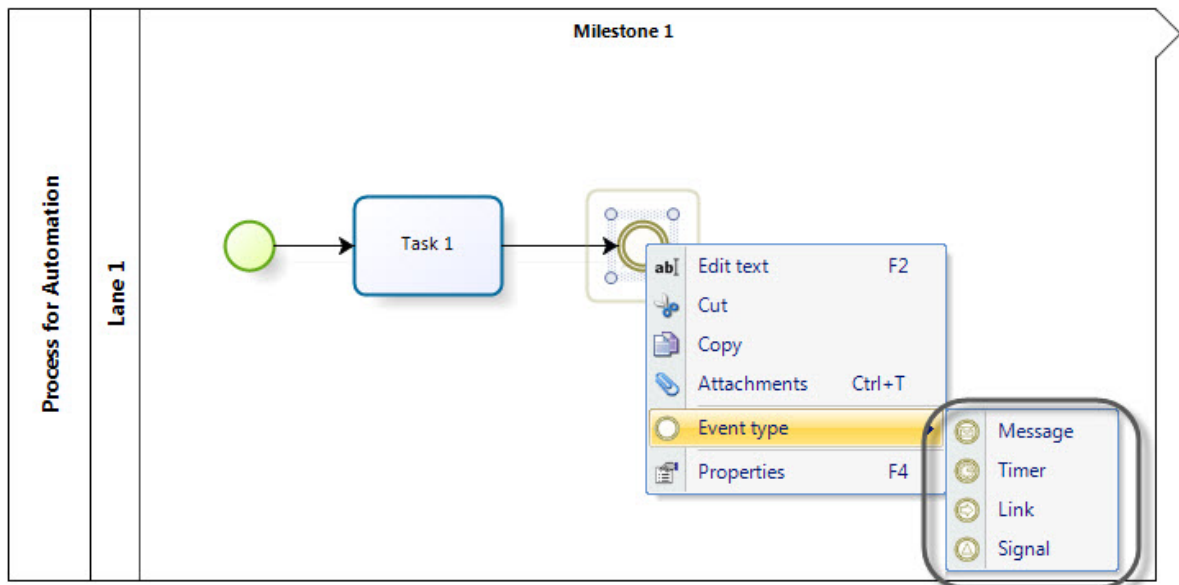 Milestone 1
Process for Automation
Lane 1
Task 1
Edit text F2
Cut
Copy
Attachments Ctrl+T
Event type
Properties F4
Message
Timer
Link
Signal